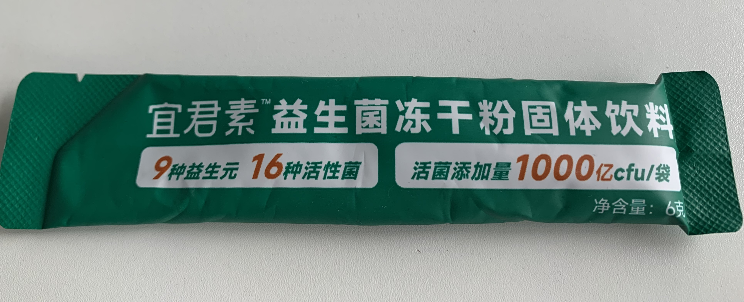 宜君素™益生菌冻干粉固体饮料
9种益生元 16种活性菌 活菌添加量1000亿cfu/袋
净含量：6克